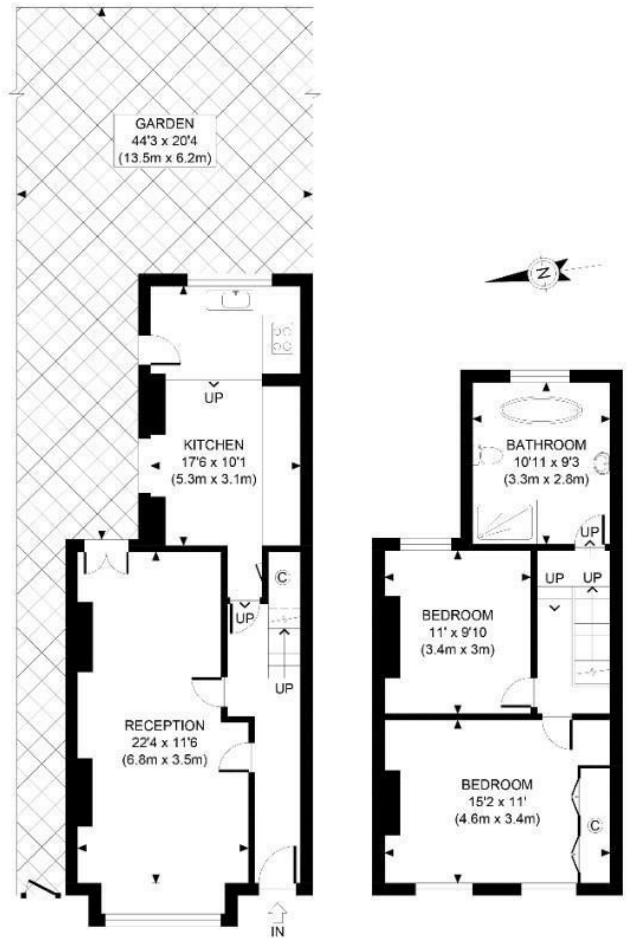 GARDEN
44'3 x 20'4
(13.5m x 6.2m)
UP
KITCHEN
17'6 x 10'1
(5.3m x 3.1m)
C
UP
UP
RECEPTION
22'4 x 11'6
(6.8m x 3.5m)
IN
N
BATHROOM
10'11 x 9'3
(3.3m x 2.8m)
UP
UP UP
BEDROOM
11' x 9'10
(3.4m x 3m)
BEDROOM
15'2 x 11'
(4.6m x 3.4m)
C